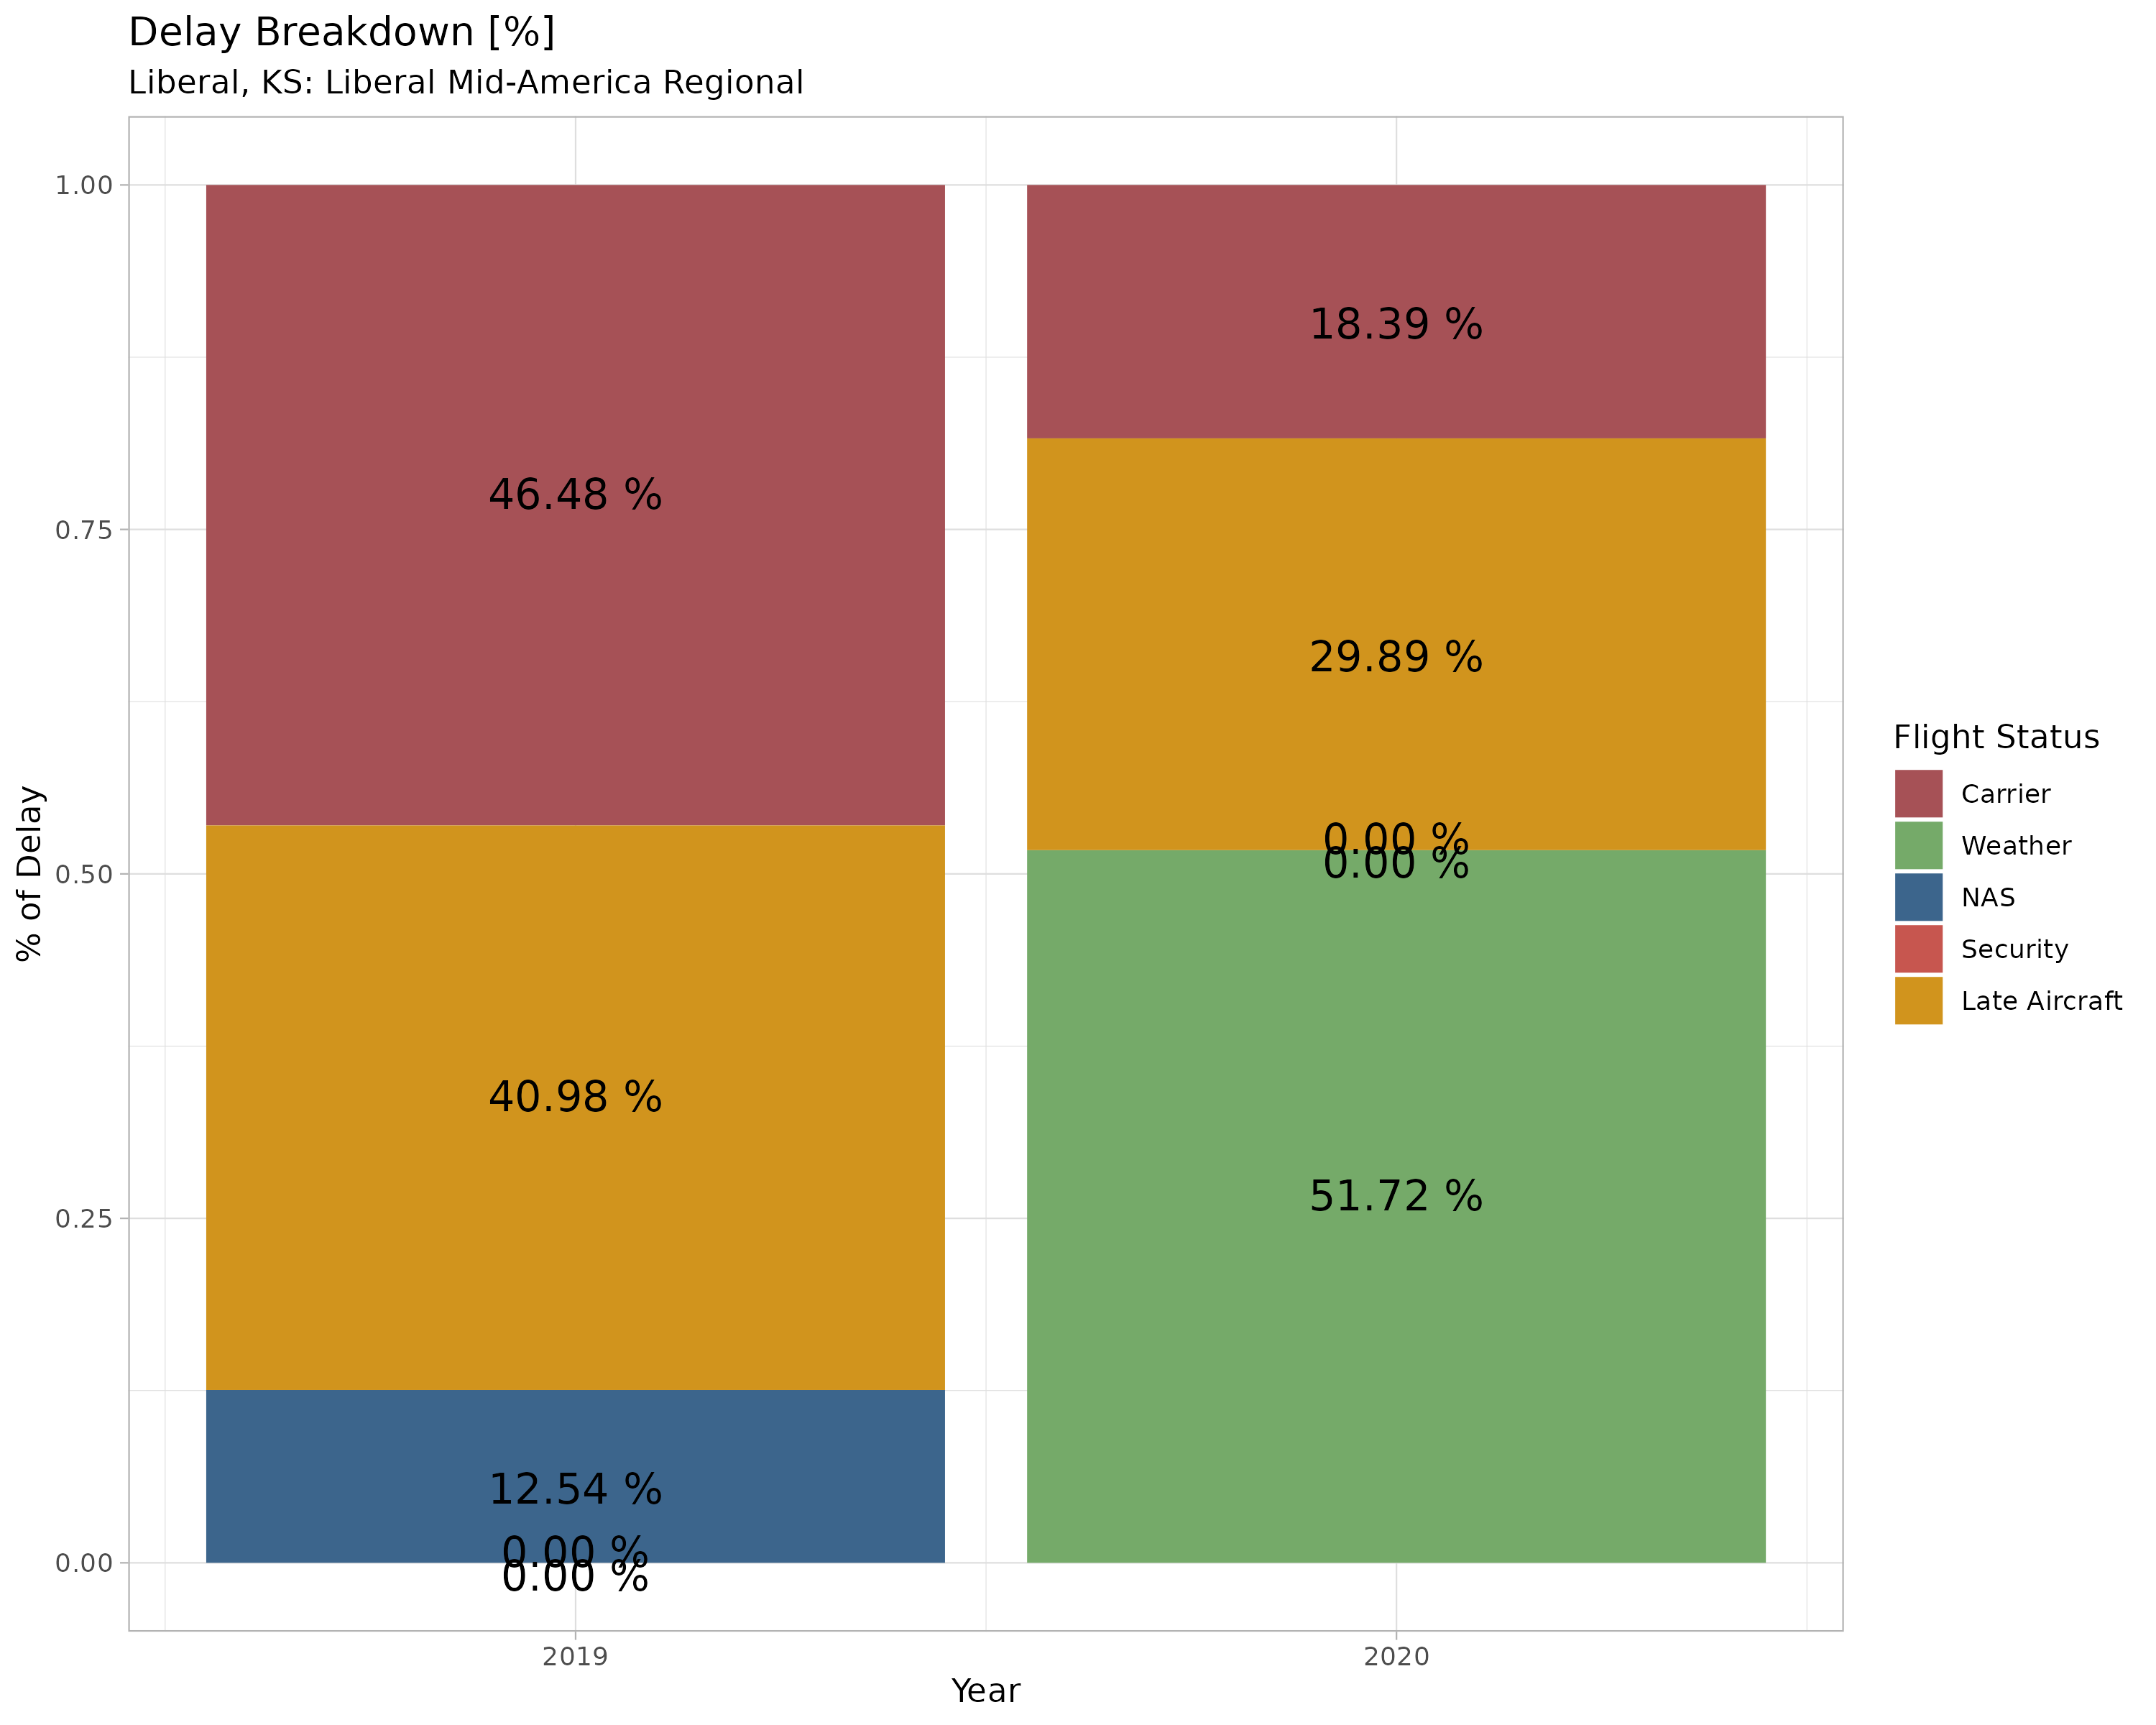 Delay Breakdown [%]
Liberal, KS: Liberal Mid-America Regional
% of Delay
1.00
0.75
0.50
0.25
0.00
46.48 %
40.98 %
12.54 %
0.00 %
0.00 %
18.39 %
29.89 %
0.00 %
0.00 %
51.72 %
2019
2020
Year
Flight Status
Carrier
Weather
NAS
Security
Late Aircraft